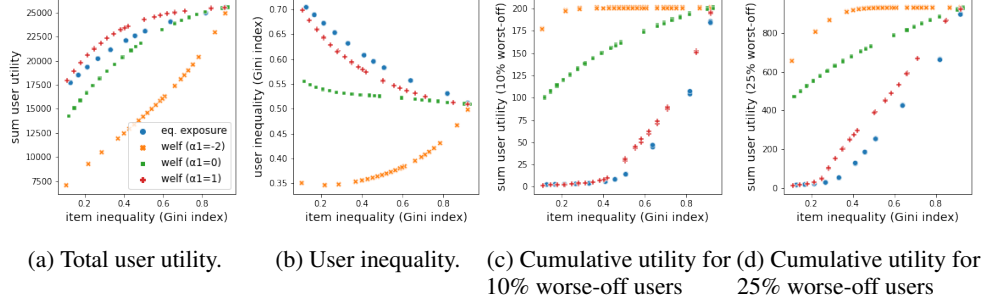 sum user utility
25000
22500
20000
17500
15000
12500
10000
7500
0.2 0.4 0.6 0.8
item inequality (Gini index)
eq. exposure
welf (α1=-2)
welf (α1=0)
welf (α1=1)
user inequality (Gini index)
0.70
0.65
0.60
0.55
0.50
0.45
0.40
0.35
0.2 0.4 0.6 0.8
item inequality (Gini index)
sum user utility (10% worst-off)
200
175
150
125
100
75
50
25
0
0.2 0.4 0.6 0.8
item inequality (Gini index)
sum user utility (25% worst-off)
800
600
400
200
0
0.2 0.4 0.6 0.8
item inequality (Gini index)
(a) Total user utility.
(b) User inequality.
(c) Cumulative utility for
10% worse-off users
(d) Cumulative utility for
25% worse-off users